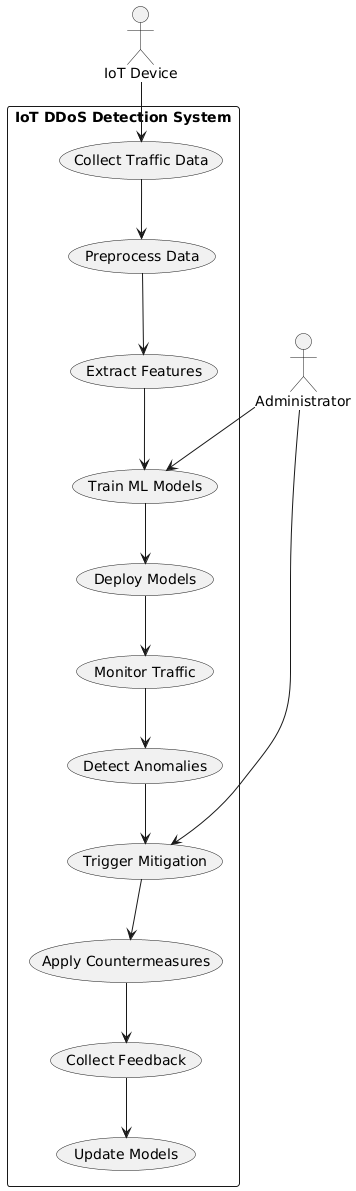 IoT Device
IoT DDoS Detection System
Collect Traffic Data
Preprocess Data
Extract Features
Administrator
Train ML Models
Deploy Models
Monitor Traffic
Detect Anomalies
Trigger Mitigation
Apply Countermeasures
Collect Feedback
Update Models